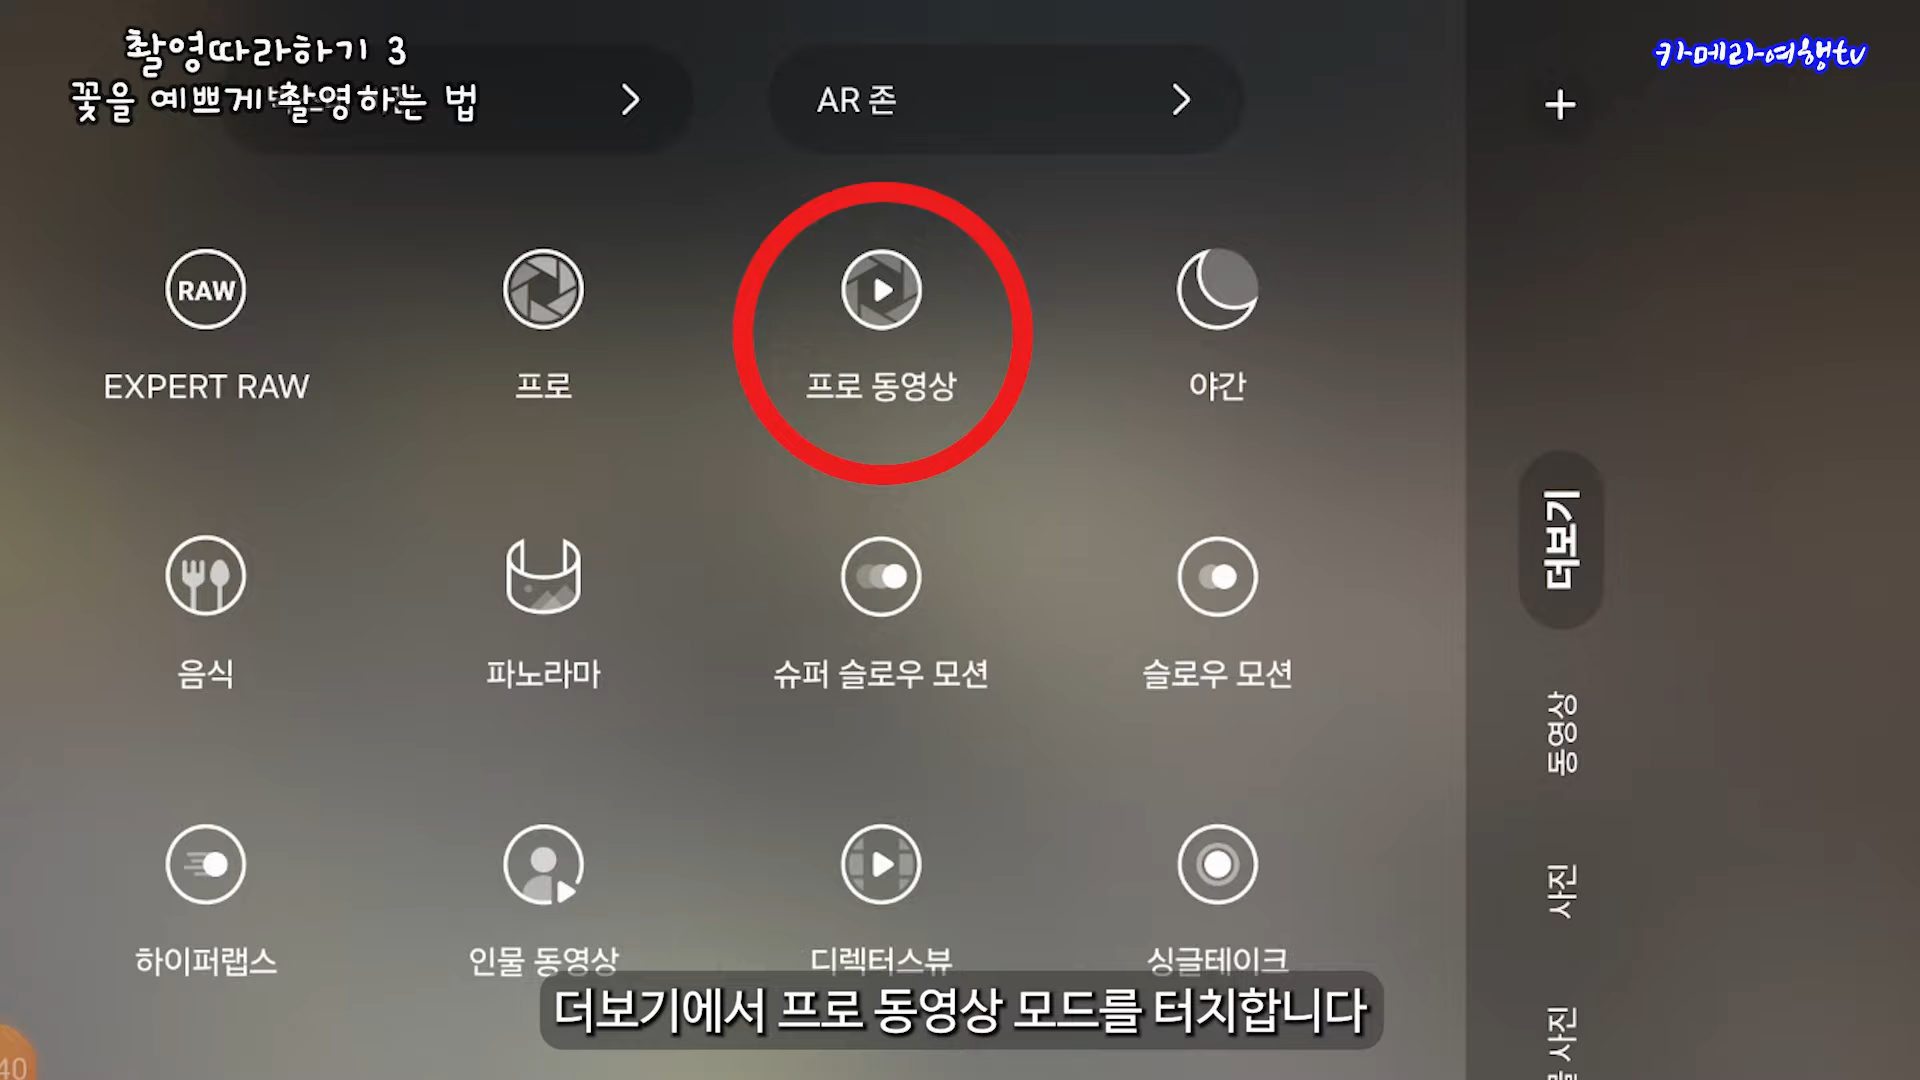 촬영따라하기 3
꽃을 예쁘게 촬영하는 법
카메라여행tv
AR 존
RAW
EXPERT RAW
프로
프로 동영상
야간
음식
파노라마
슈퍼 슬로우 모션
슬로우 모션
하이퍼랩스
인물 동영상
디렉터스뷰
싱글테이크
더보기
동영상
사진
사진
더보기에서 프로 동영상 모드를 터치합니다
40